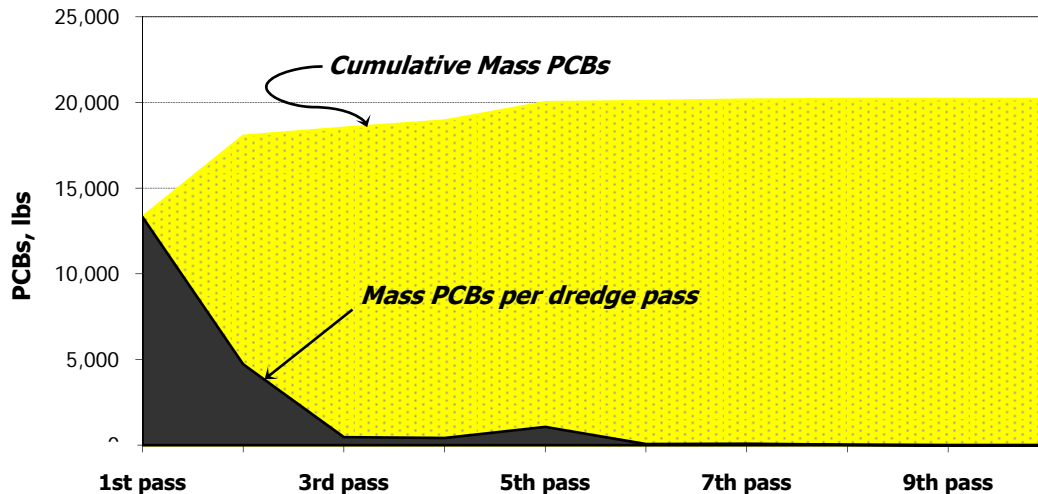 25,000
Cumulative Mass PCBs
20,000
15,000
PCBs, lbs
10,000
Mass PCBs per dredge pass
5,000
0
1st pass
3rd pass
5th pass
7th pass
9th pass